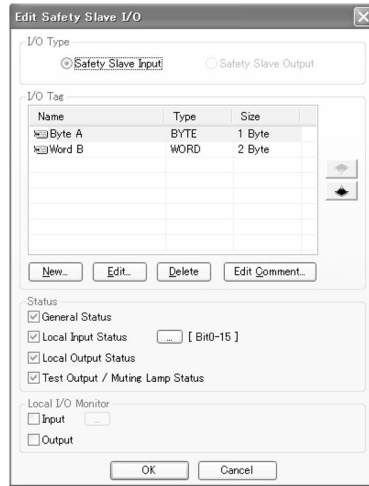 Edit Safety Slave I/O
I/O Type
Safety Slave Input Safety Slave Output
I/O Tag
Name Type Size
Byte A BYTE 1 Byte
Word B WORD 2 Byte
New... Edit... Delete Edit Comment...
Status
General Status
Local Input Status ... [ Bit0-15 ]
Local Output Status
Test Output / Muting Lamp Status
Local I/O Monitor
Input ...
Output
OK Cancel